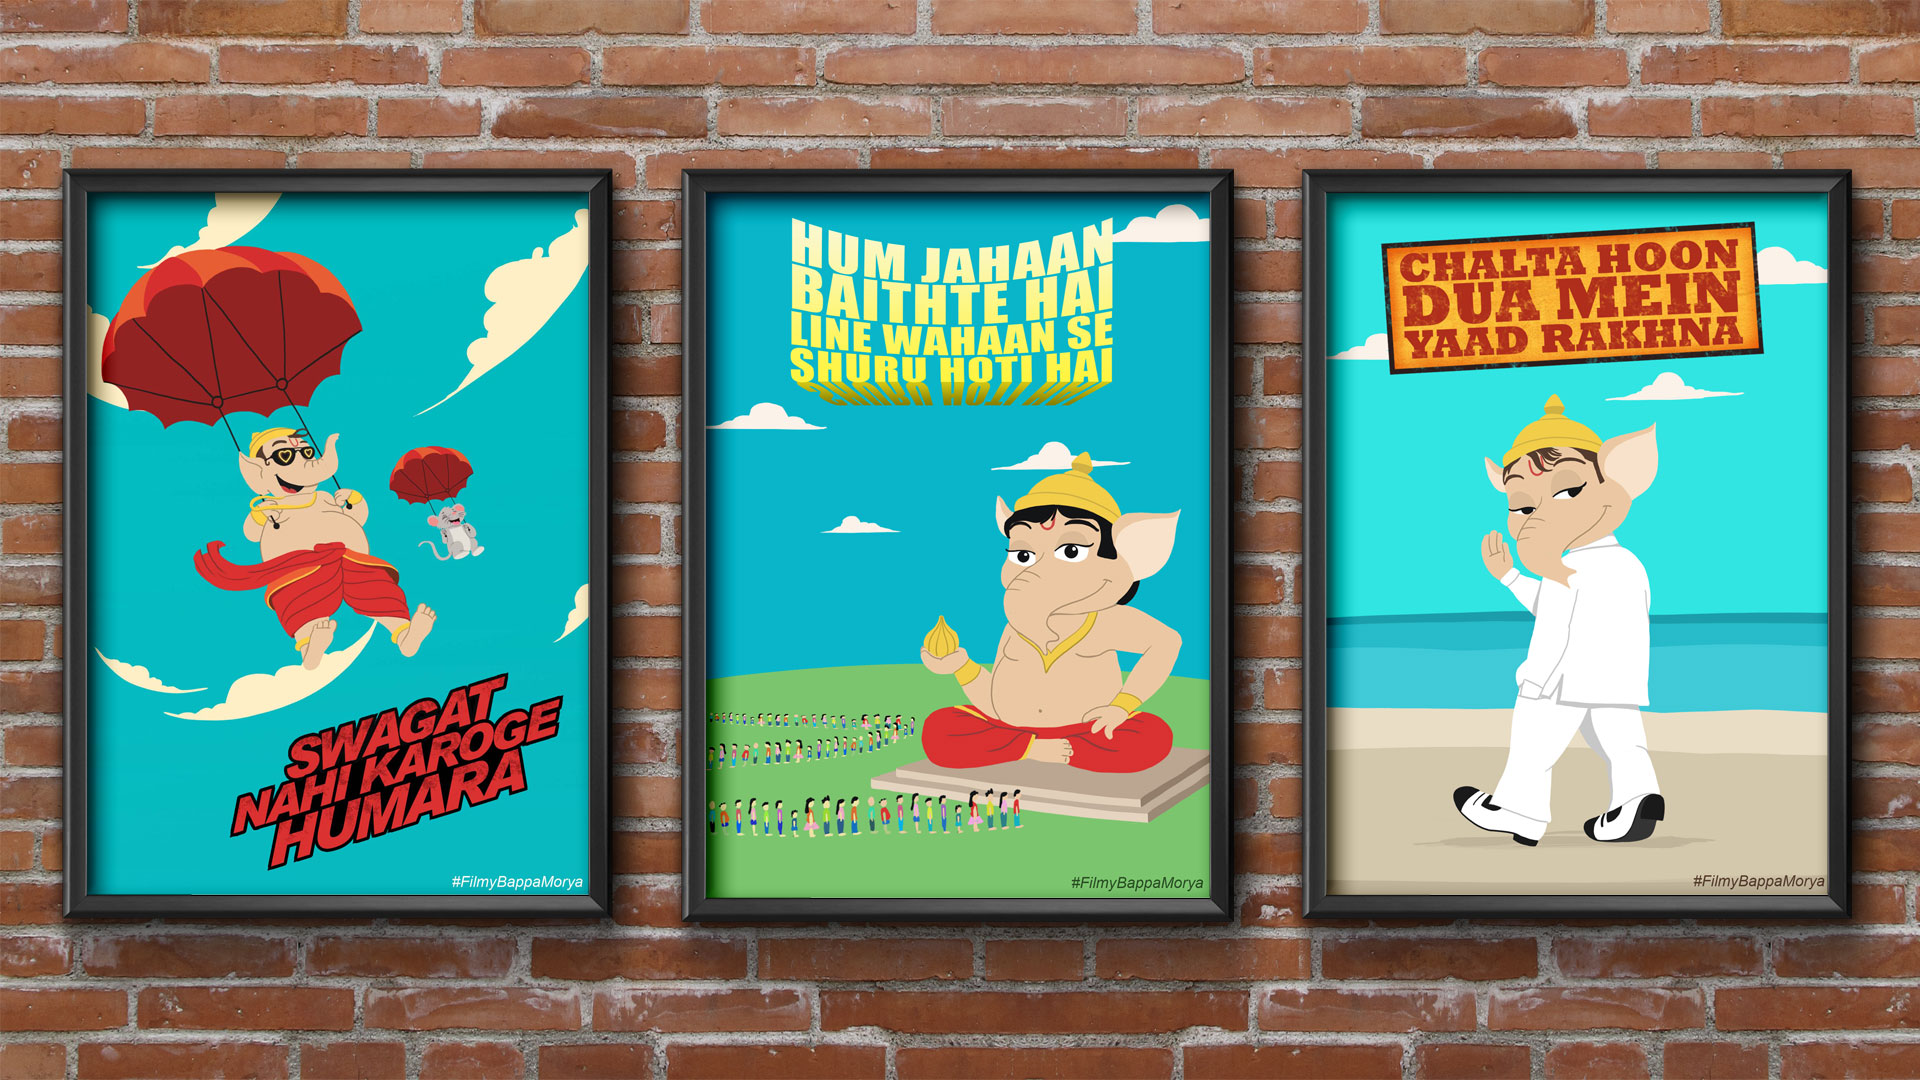 SWAGAT
NAHI KAROGE
HUMARA
#FilmyBappaMorya
HUM JAHAAN
BAITHTE HAI
LINE WAHAAN SE
SHURU HOTI HAI
#FilmyBappaMorya
CHALTA HOON
DUA MEIN
YAAD RAKHNA
#FilmyBappaMorya